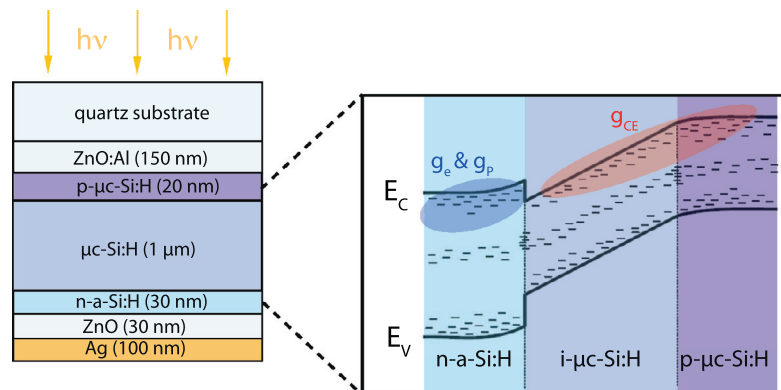 hν hν
quartz substrate
ZnO:Al (150 nm)
p-μc-Si:H (20 nm)
μc-Si:H (1 μm)
n-a-Si:H (30 nm)
ZnO (30 nm)
Ag (100 nm)
g_CE
g_e & g_p
E_C
E_V
n-a-Si:H i-μc-Si:H p-μc-Si:H